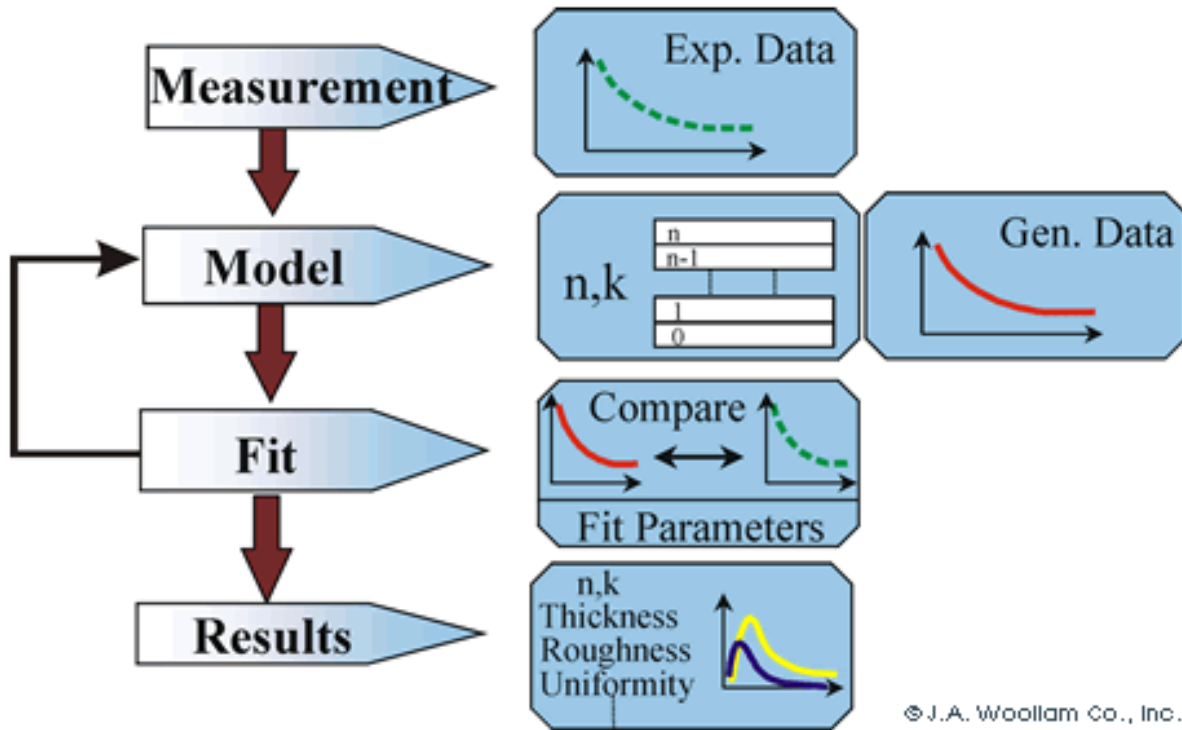 Measurement
Exp. Data
Model
n,k
n
n-1
1
0
Gen. Data
Fit
Compare
Fit Parameters
Results
n,k
Thickness
Roughness
Uniformity
©J.A. Woollam Co., Inc.